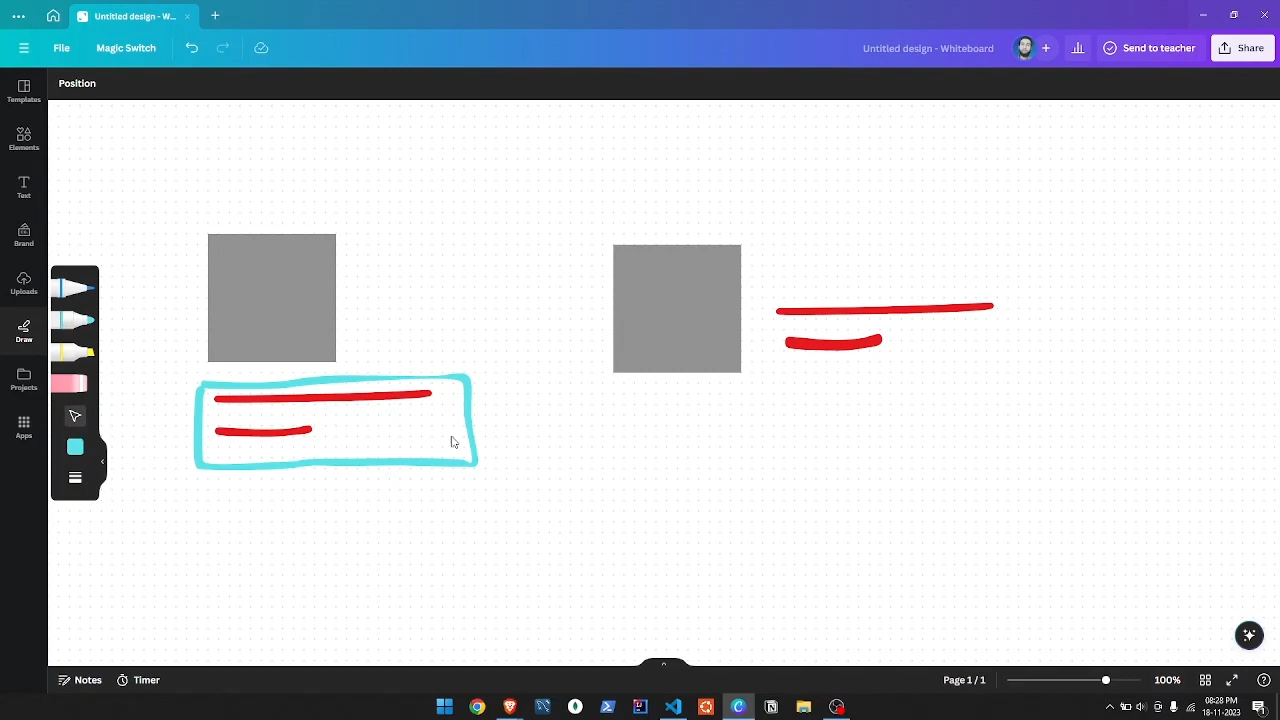 Untitled design - W...
File
Magic Switch
Untitled design - Whiteboard
Send to teacher
Share
Position
Templates
Elements
Text
Brand
Uploads
Draw
Projects
Apps
Notes
Timer
Page 1 / 1
100%
08:28 PM
18-11-2023